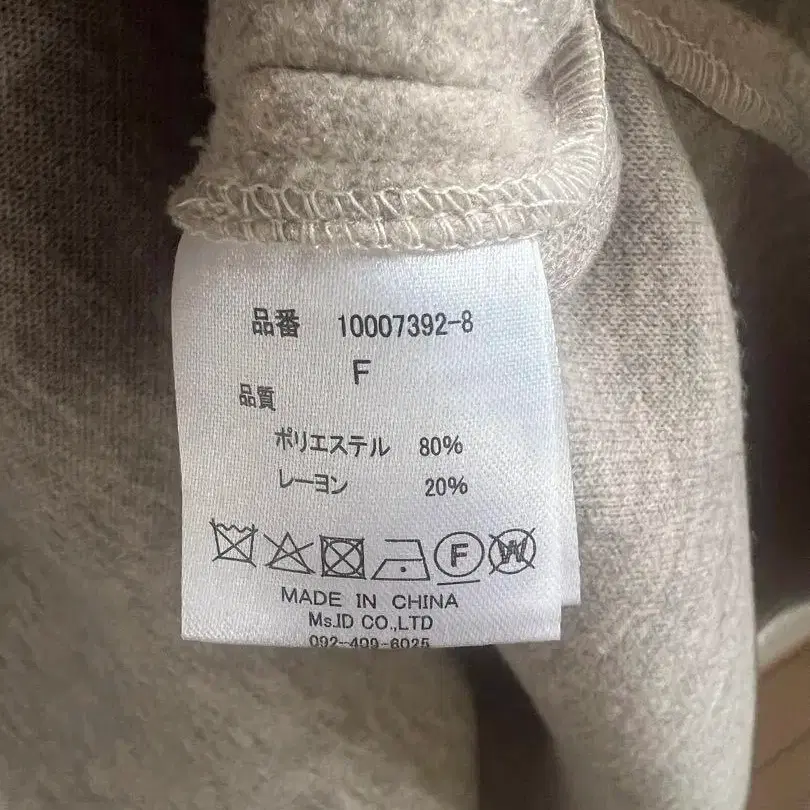 品番 10007392-8
F
品質
ポリエステル 80%
レーヨン 20%
F W
MADE IN CHINA
Ms.ID CO.,LTD
092-409-6025